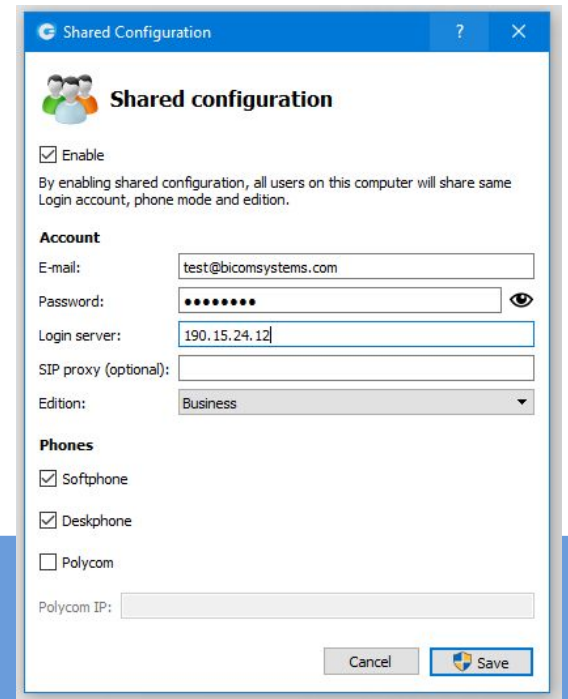 Shared Configuration
Shared configuration
Enable
By enabling shared configuration, all users on this computer will share same
Login account, phone mode and edition.
Account
E-mail: test@bicomsystems.com
Password: ●●●●●●●●
Login server: 190.15.24.12
SIP proxy (optional):
Edition: Business
Phones
Softphone
Deskphone
Polycom
Polycom IP:
Cancel Save